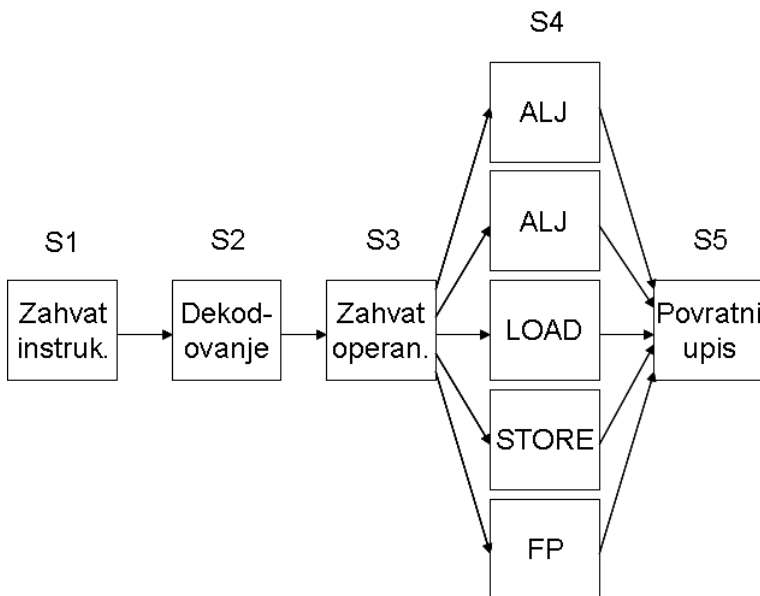 S4
ALJ
ALJ
S1
S2
S3
S5
Zahvat
instruk.
Dekod-
ovanje
Zahvat
operan.
LOAD
Povratni
upis
STORE
FP